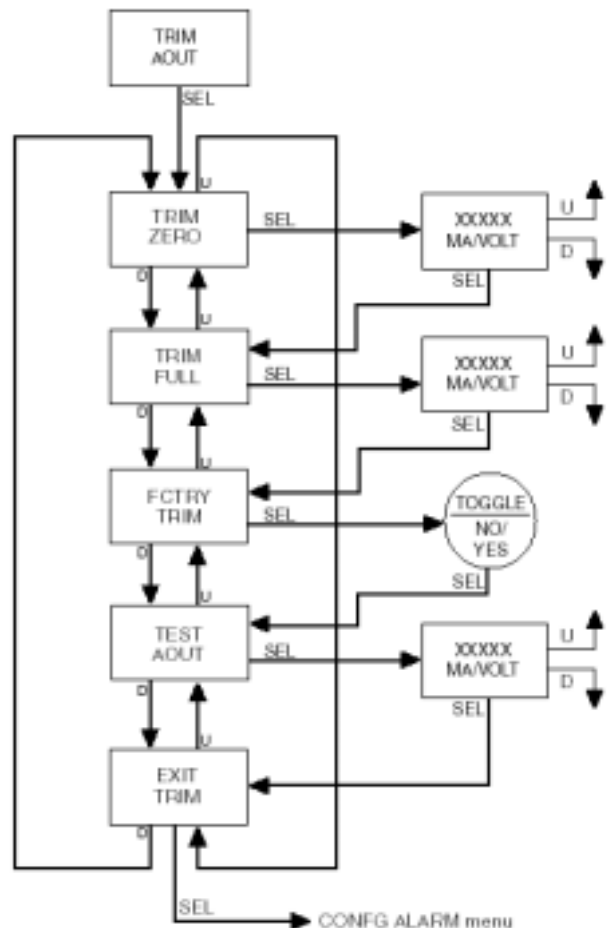 TRIM
AOUT
SEL
U
TRIM
ZERO
SEL
XXXXX
MA/VOLT
U
D
SEL
D
U
TRIM
FULL
SEL
XXXXX
MA/VOLT
U
D
SEL
D
U
FCTRY
TRIM
SEL
TOGGLE
NO/
YES
SEL
D
U
TEST
AOUT
SEL
XXXXX
MA/VOLT
U
D
SEL
D
U
EXIT
TRIM
D
SEL
CONFG ALARM menu